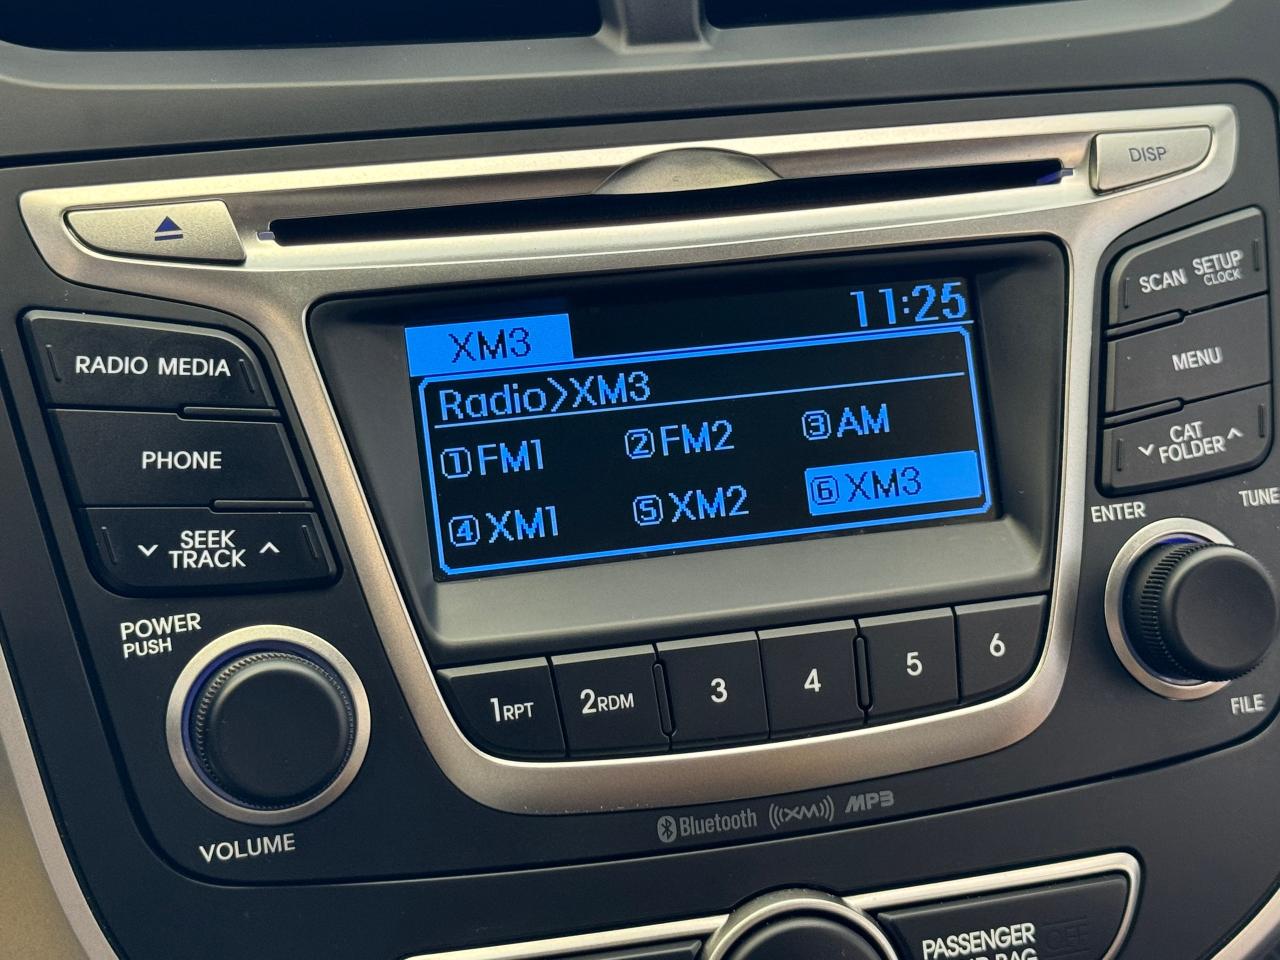 DISP
SCAN SETUP
CLOCK
RADIO MEDIA
MENU
PHONE
CAT
FOLDER
SEEK
TRACK
ENTER
TUNE
XM3
11:25
Radio>XM3
①FM1 ②FM2 ③AM
④XM1 ⑤XM2 ⑥XM3
POWER
PUSH
1RPT 2RDM 3 4 5 6
FILE
VOLUME
Bluetooth ((XM)) MP3
PASSENGER OFF
BAG